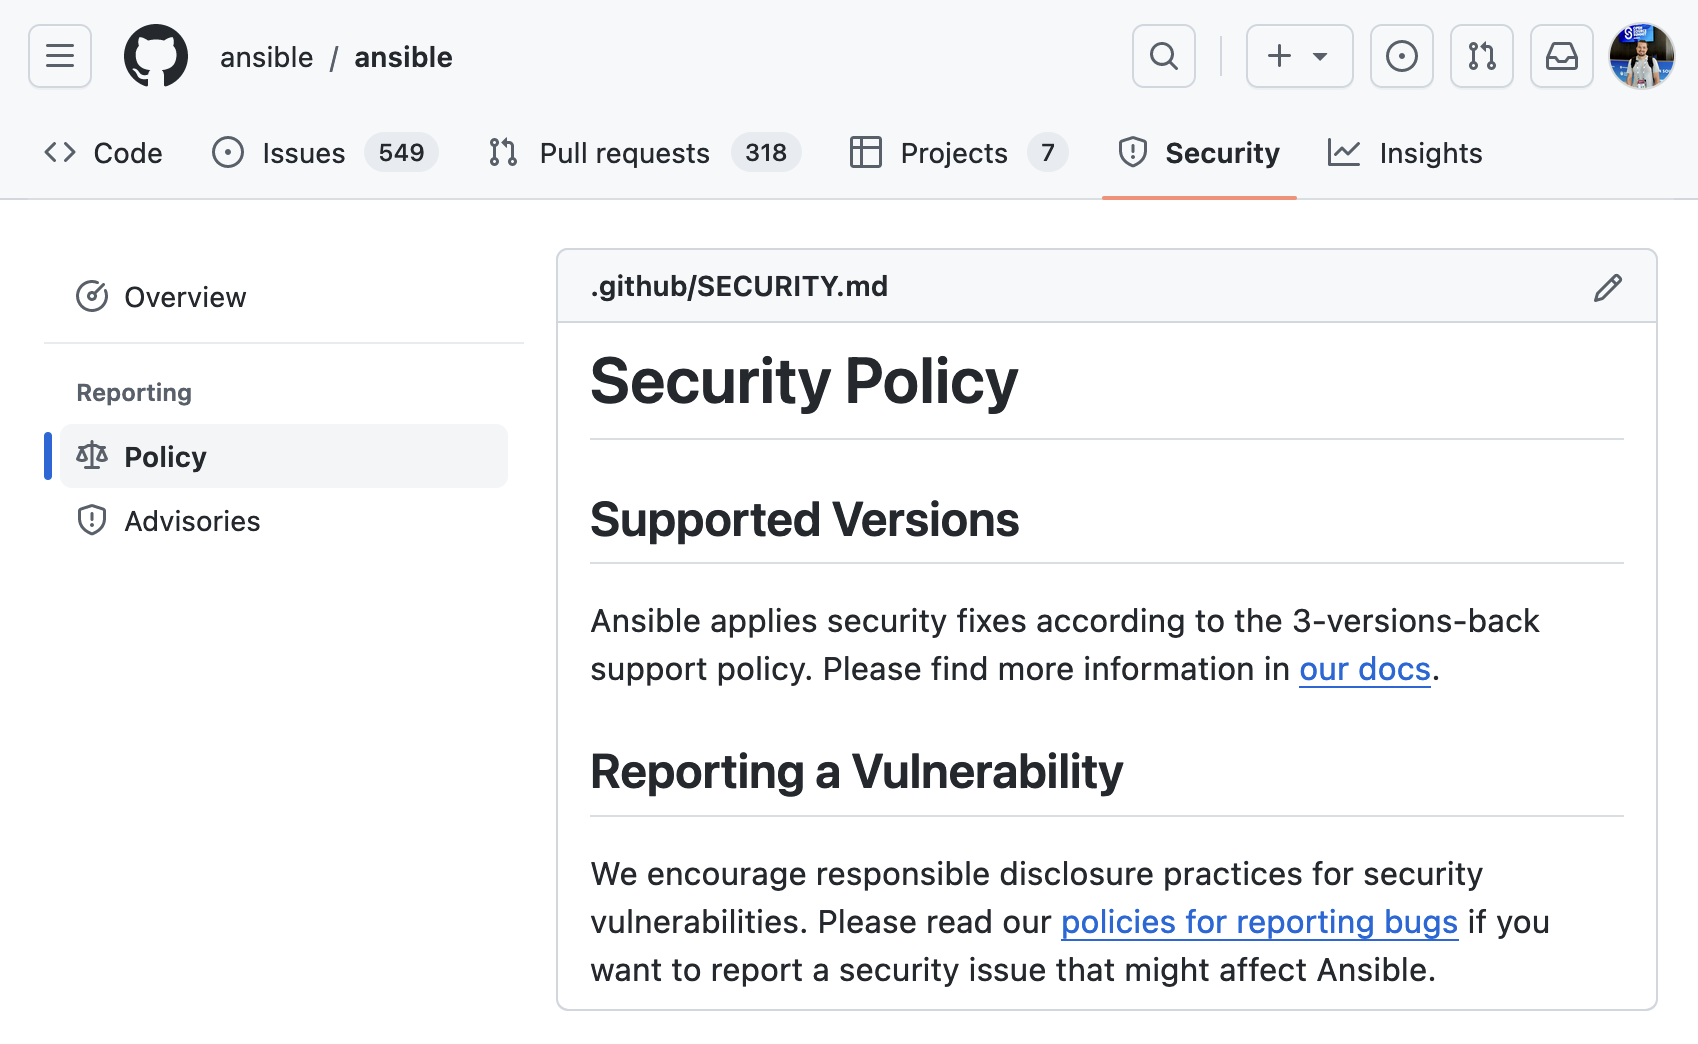 ansible / ansible
Code
Issues 549
Pull requests 318
Projects 7
Security
Insights
Overview
Reporting
Policy
Advisories
.github/SECURITY.md
Security Policy
Supported Versions
Ansible applies security fixes according to the 3-versions-back
support policy. Please find more information in our docs.
Reporting a Vulnerability
We encourage responsible disclosure practices for security
vulnerabilities. Please read our policies for reporting bugs if you
want to report a security issue that might affect Ansible.